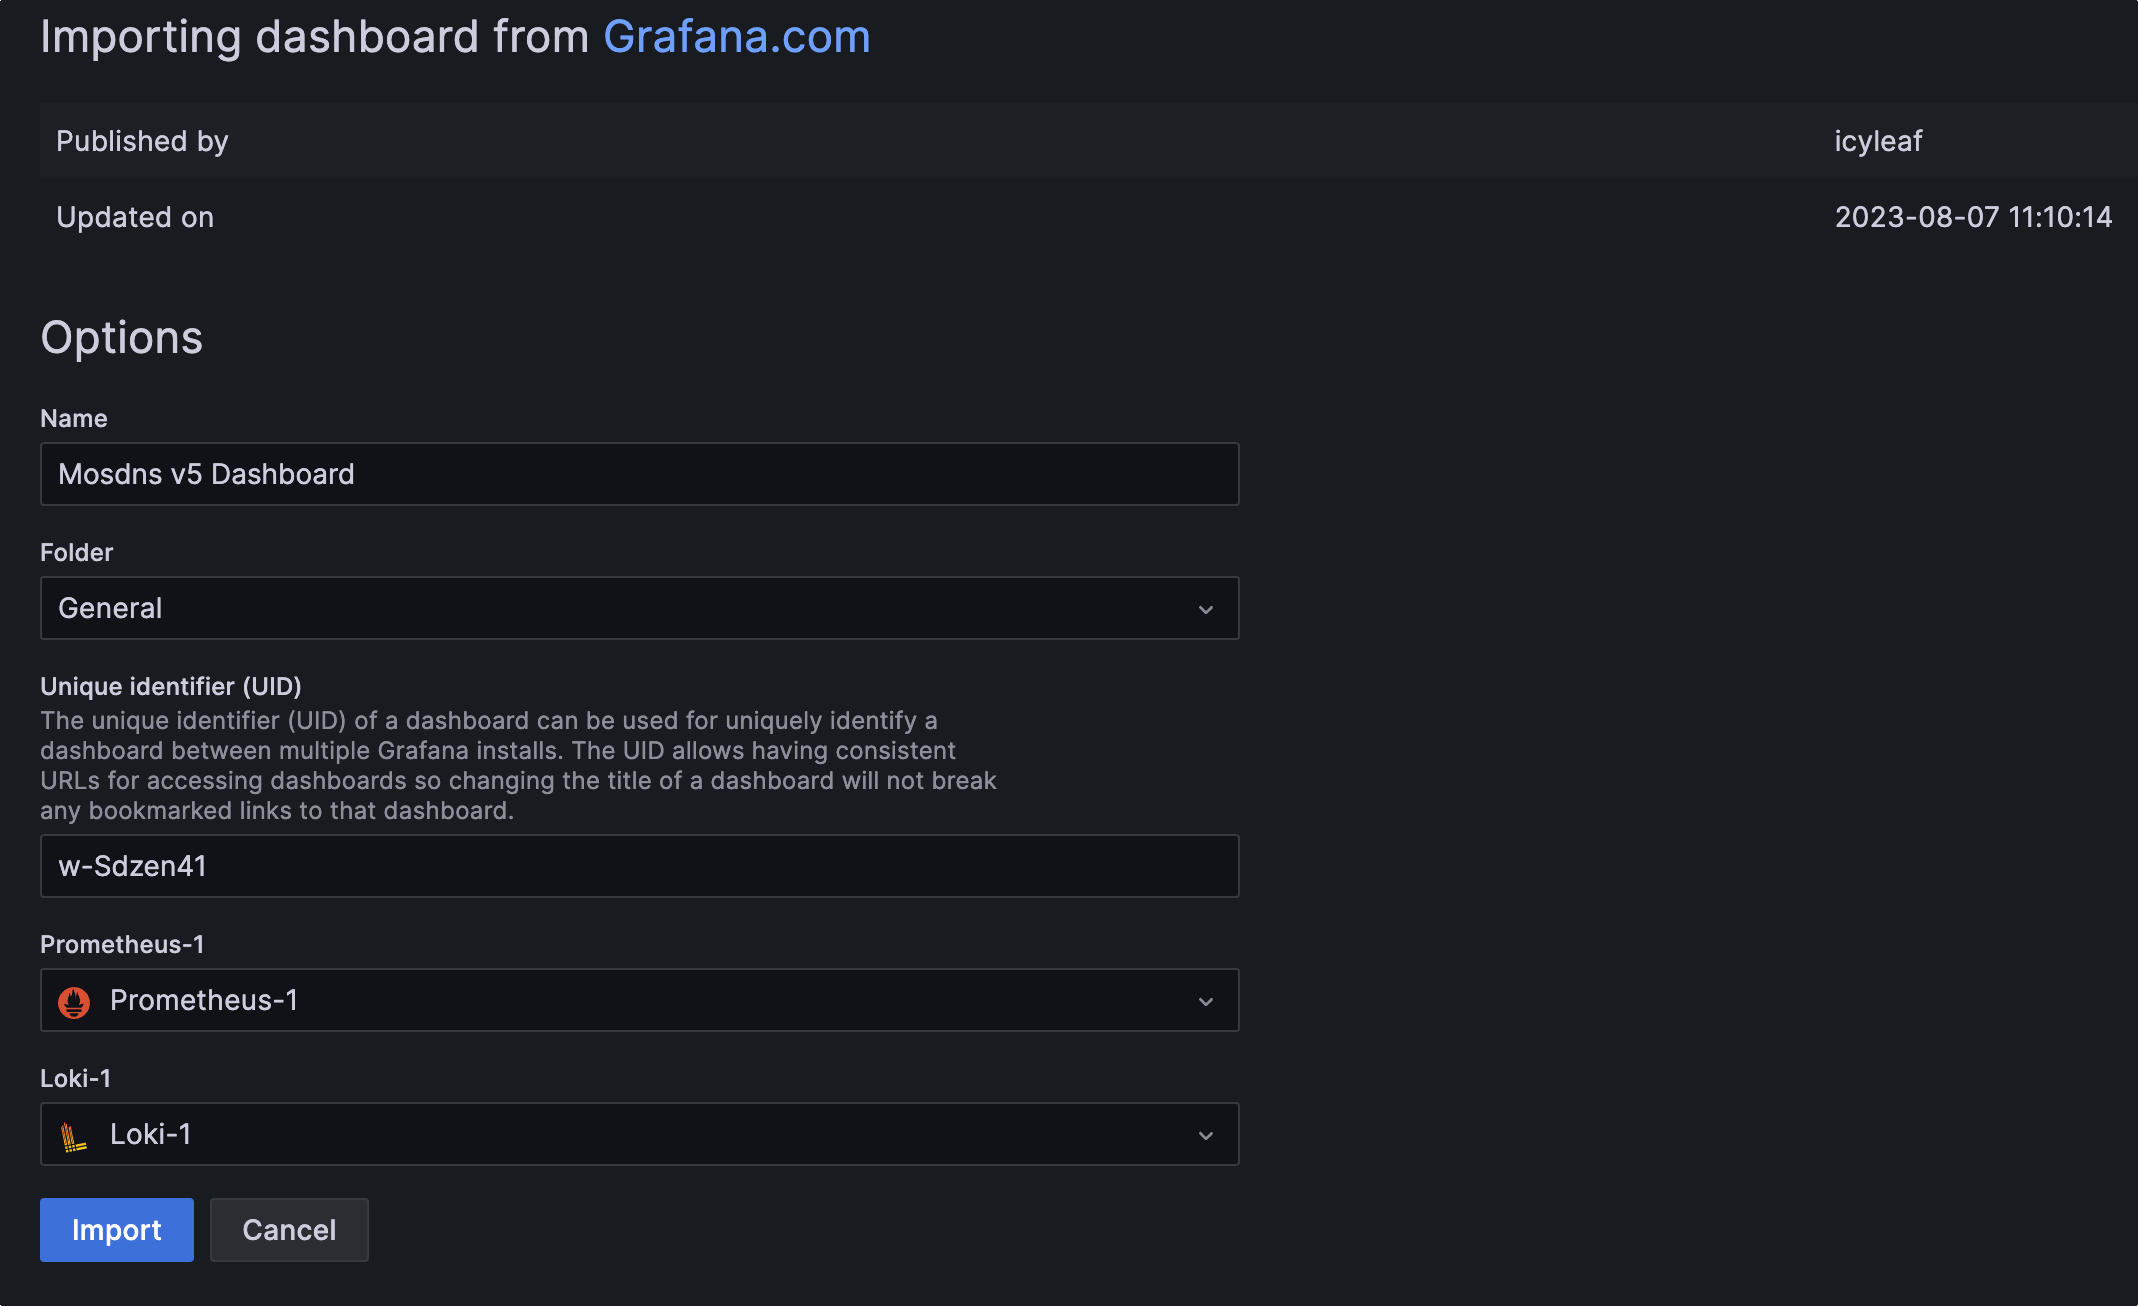 Importing dashboard from Grafana.com
Published by icyleaf
Updated on 2023-08-07 11:10:14
Options
Name
Mosdns v5 Dashboard
Folder
General
Unique identifier (UID)
The unique identifier (UID) of a dashboard can be used for uniquely identify a
dashboard between multiple Grafana installs. The UID allows having consistent
URLs for accessing dashboards so changing the title of a dashboard will not break
any bookmarked links to that dashboard.
w-Sdzen41
Prometheus-1
Prometheus-1
Loki-1
Loki-1
Import Cancel